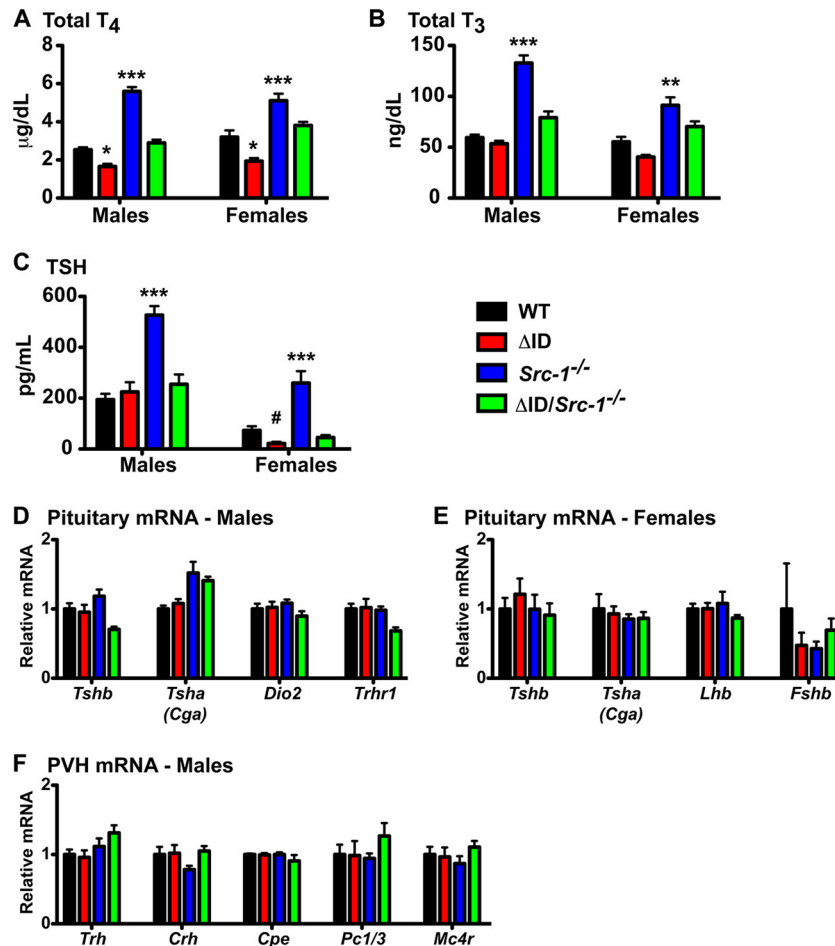 A Total T4
μg/dL
8
6
4
2
0
***
***
*
*
Males Females
B Total T3
ng/dL
150
100
50
0
***
**
Males Females
C TSH
pg/mL
600
400
200
0
***
***
#
Males Females
WT
ΔID
Src-1-/-
ΔID/Src-1-/-
D Pituitary mRNA - Males
Relative mRNA
2
1
0
Tshb Tsha Dio2 Trhr1
(Cga)
E Pituitary mRNA - Females
Relative mRNA
2
1
0
Tshb Tsha Lhb Fshb
(Cga)
F PVH mRNA - Males
Relative mRNA
2
1
0
Trh Crh Cpe Pc1/3 Mc4r